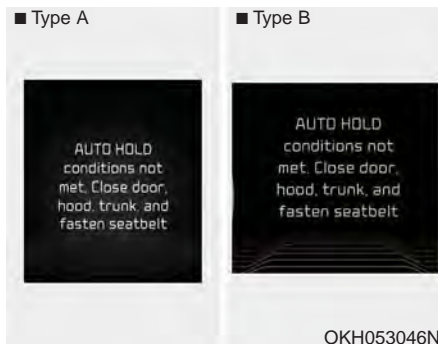 ■ Type A
AUTO HOLD
conditions not
met. Close door,
hood, trunk, and
fasten seatbelt
■ Type B
AUTO HOLD
conditions not
met. Close door,
hood, trunk, and
fasten seatbelt
OKH053046N